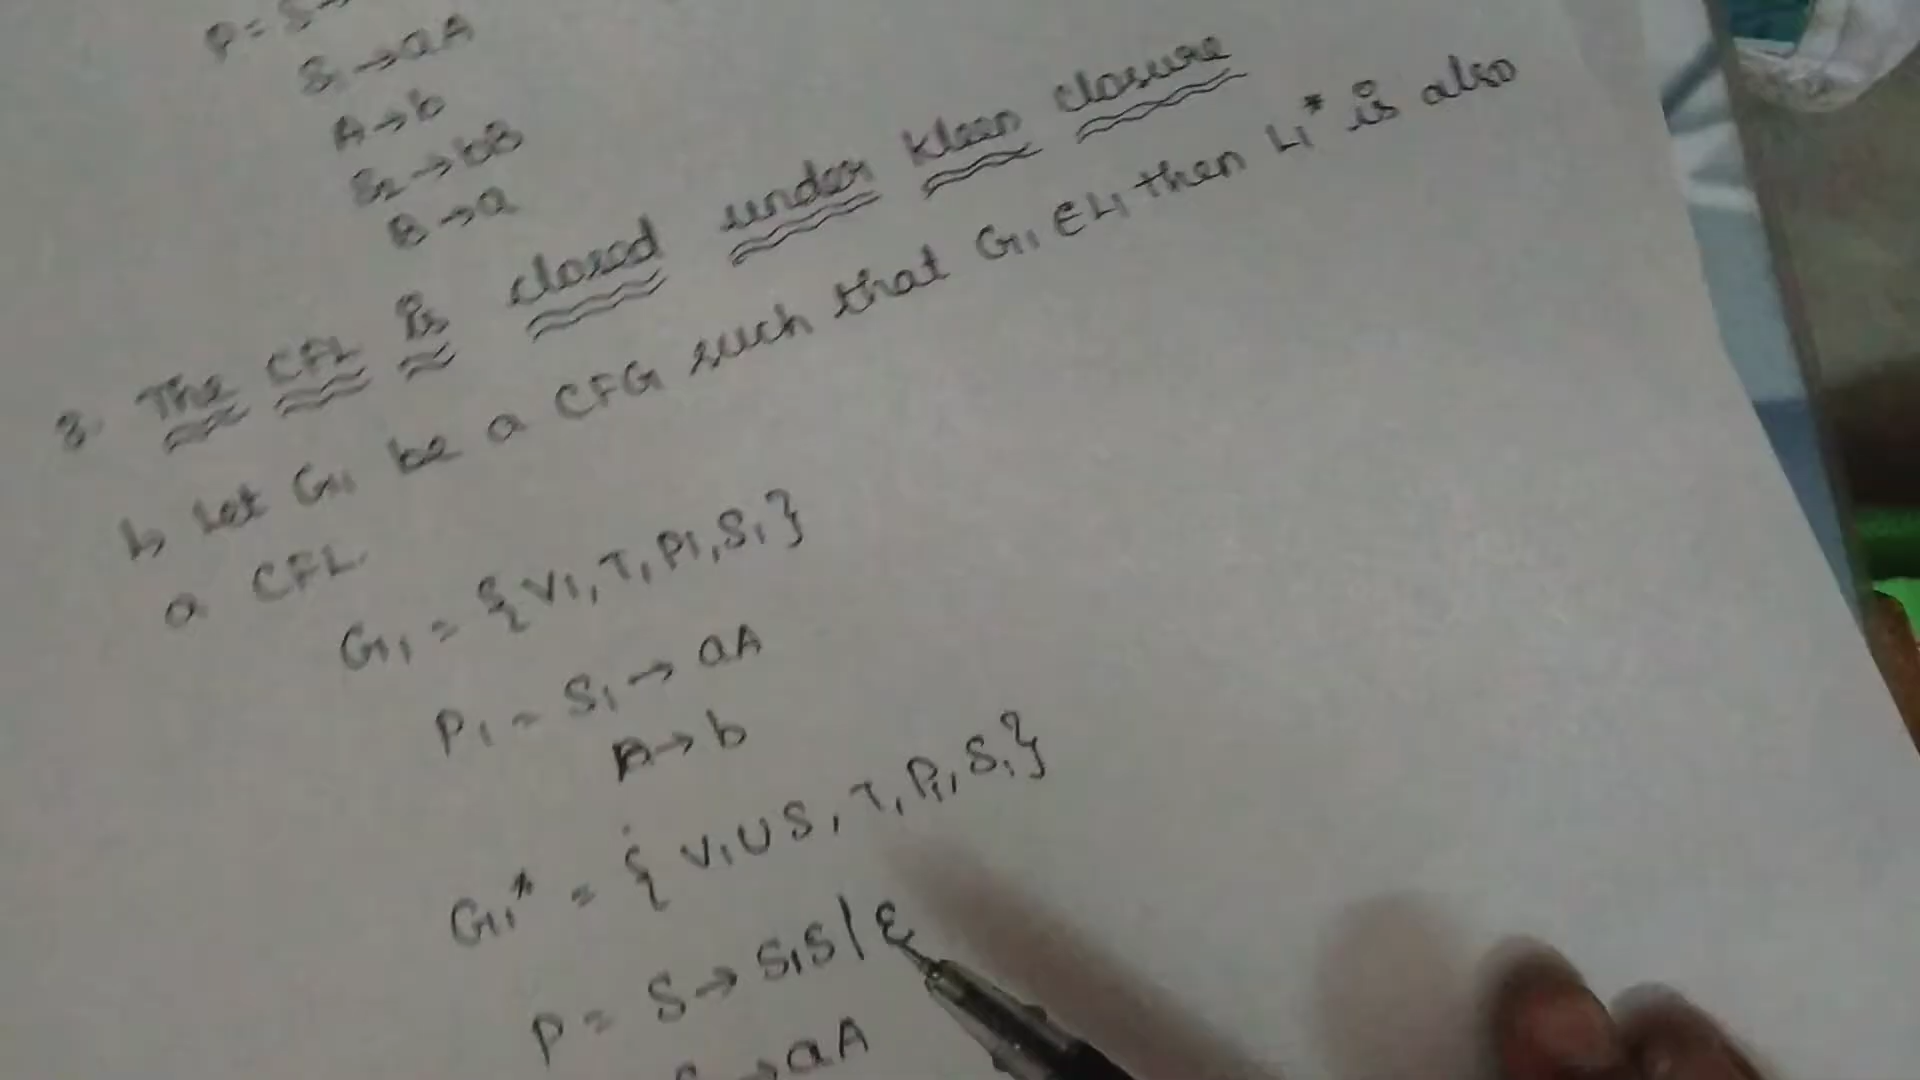 P = S →
S₁ → aA
A → b
S₂ → bB
B → a
3. The CFL is closed under kleen closure
↳ Let G₁ be a CFG such that G₁ ∈ L₁ then L₁* is also
a CFL.
G₁ = {V₁, T, P₁, S₁}
P₁ = S₁ → aA
A → b
G₁* = {V₁ U S, T, P₁, S₁}
P = S → S₁S | ε
→ aA